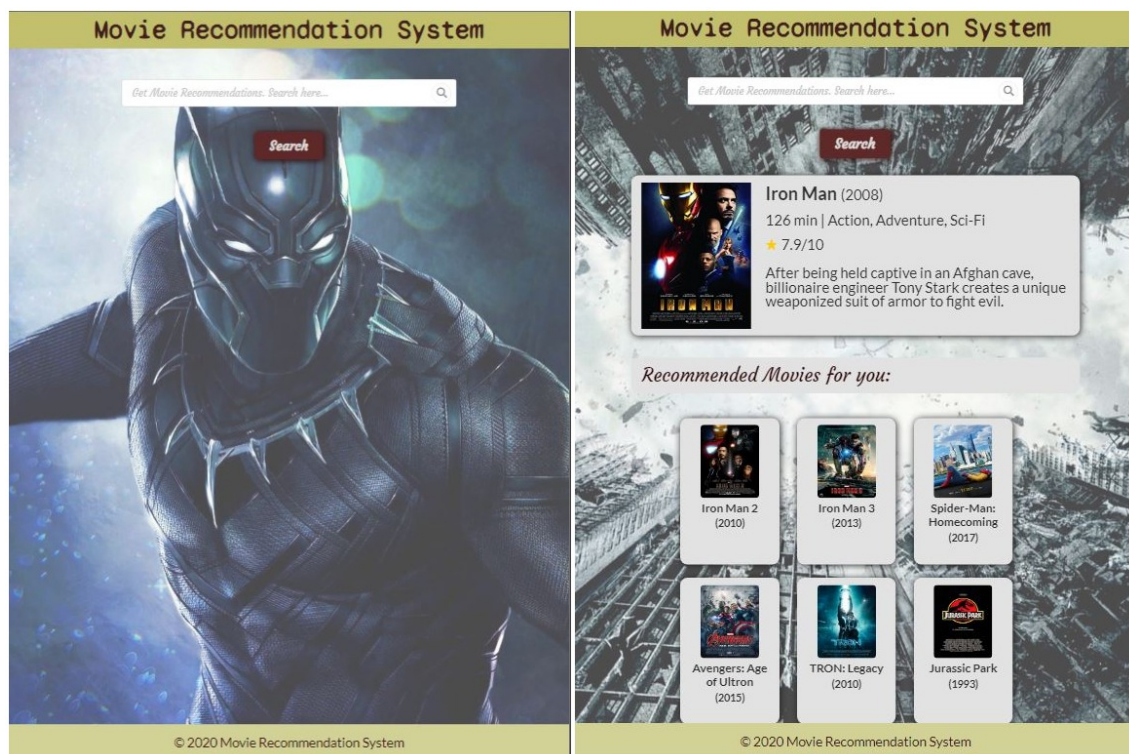 Movie Recommendation System
Get Movie Recommendations. Search here...
Search
© 2020 Movie Recommendation System
Movie Recommendation System
Get Movie Recommendations. Search here...
Search
Iron Man (2008)
126 min | Action, Adventure, Sci-Fi
★ 7.9/10
After being held captive in an Afghan cave,
billionaire engineer Tony Stark creates a unique
weaponized suit of armor to fight evil.
IRON MAN
Recommended Movies for you:
Iron Man 2
(2010)
Iron Man 3
(2013)
Spider-Man:
Homecoming
(2017)
JURASSIC PARK
Avengers: Age
of Ultron
(2015)
TRON: Legacy
(2010)
Jurassic Park
(1993)
© 2020 Movie Recommendation System